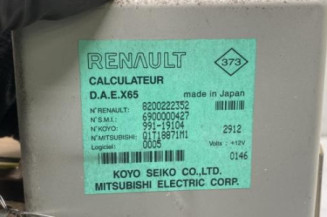 RENAULT
373
CALCULATEUR
D.A.E.X65 made in Japan
N°RENAULT: 8200222352
N°S.M.I.: 6900000427
N°KOYO: 991-19104 2912
N°MITSUBISHI: Q1T18871M1
Logiciel: 0005 Volts : +12V
0146
KOYO SEIKO CO.,LTD.
MITSUBISHI ELECTRIC CORP.